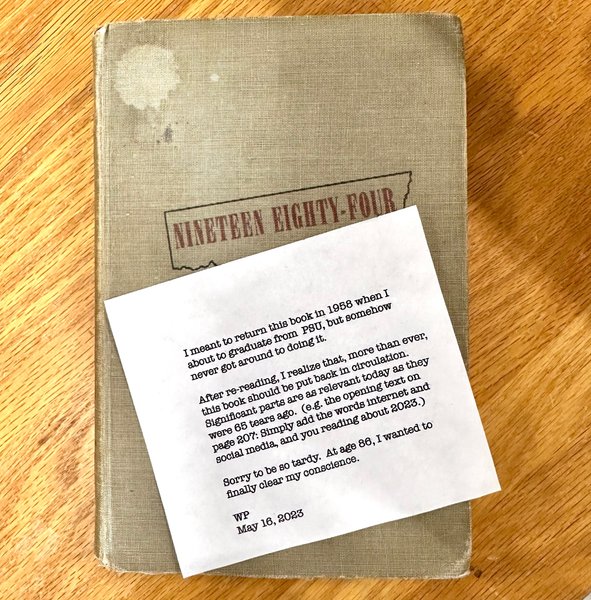 NINETEEN EIGHTY-FOUR
I meant to return this book in 1958 when I
about to graduate from PSU, but somehow
never got around to doing it.
After re-reading, I realize that, more than ever,
this book should be put back in circulation.
Significant parts are as relevant today as they
were 65 years ago. (e.g. the opening text on
page 207: Simply add the words internet and
social media, and you reading about 2023.)
Sorry to be so tardy. At age 86, I wanted to
finally clear my conscience.
WP
May 16, 2023